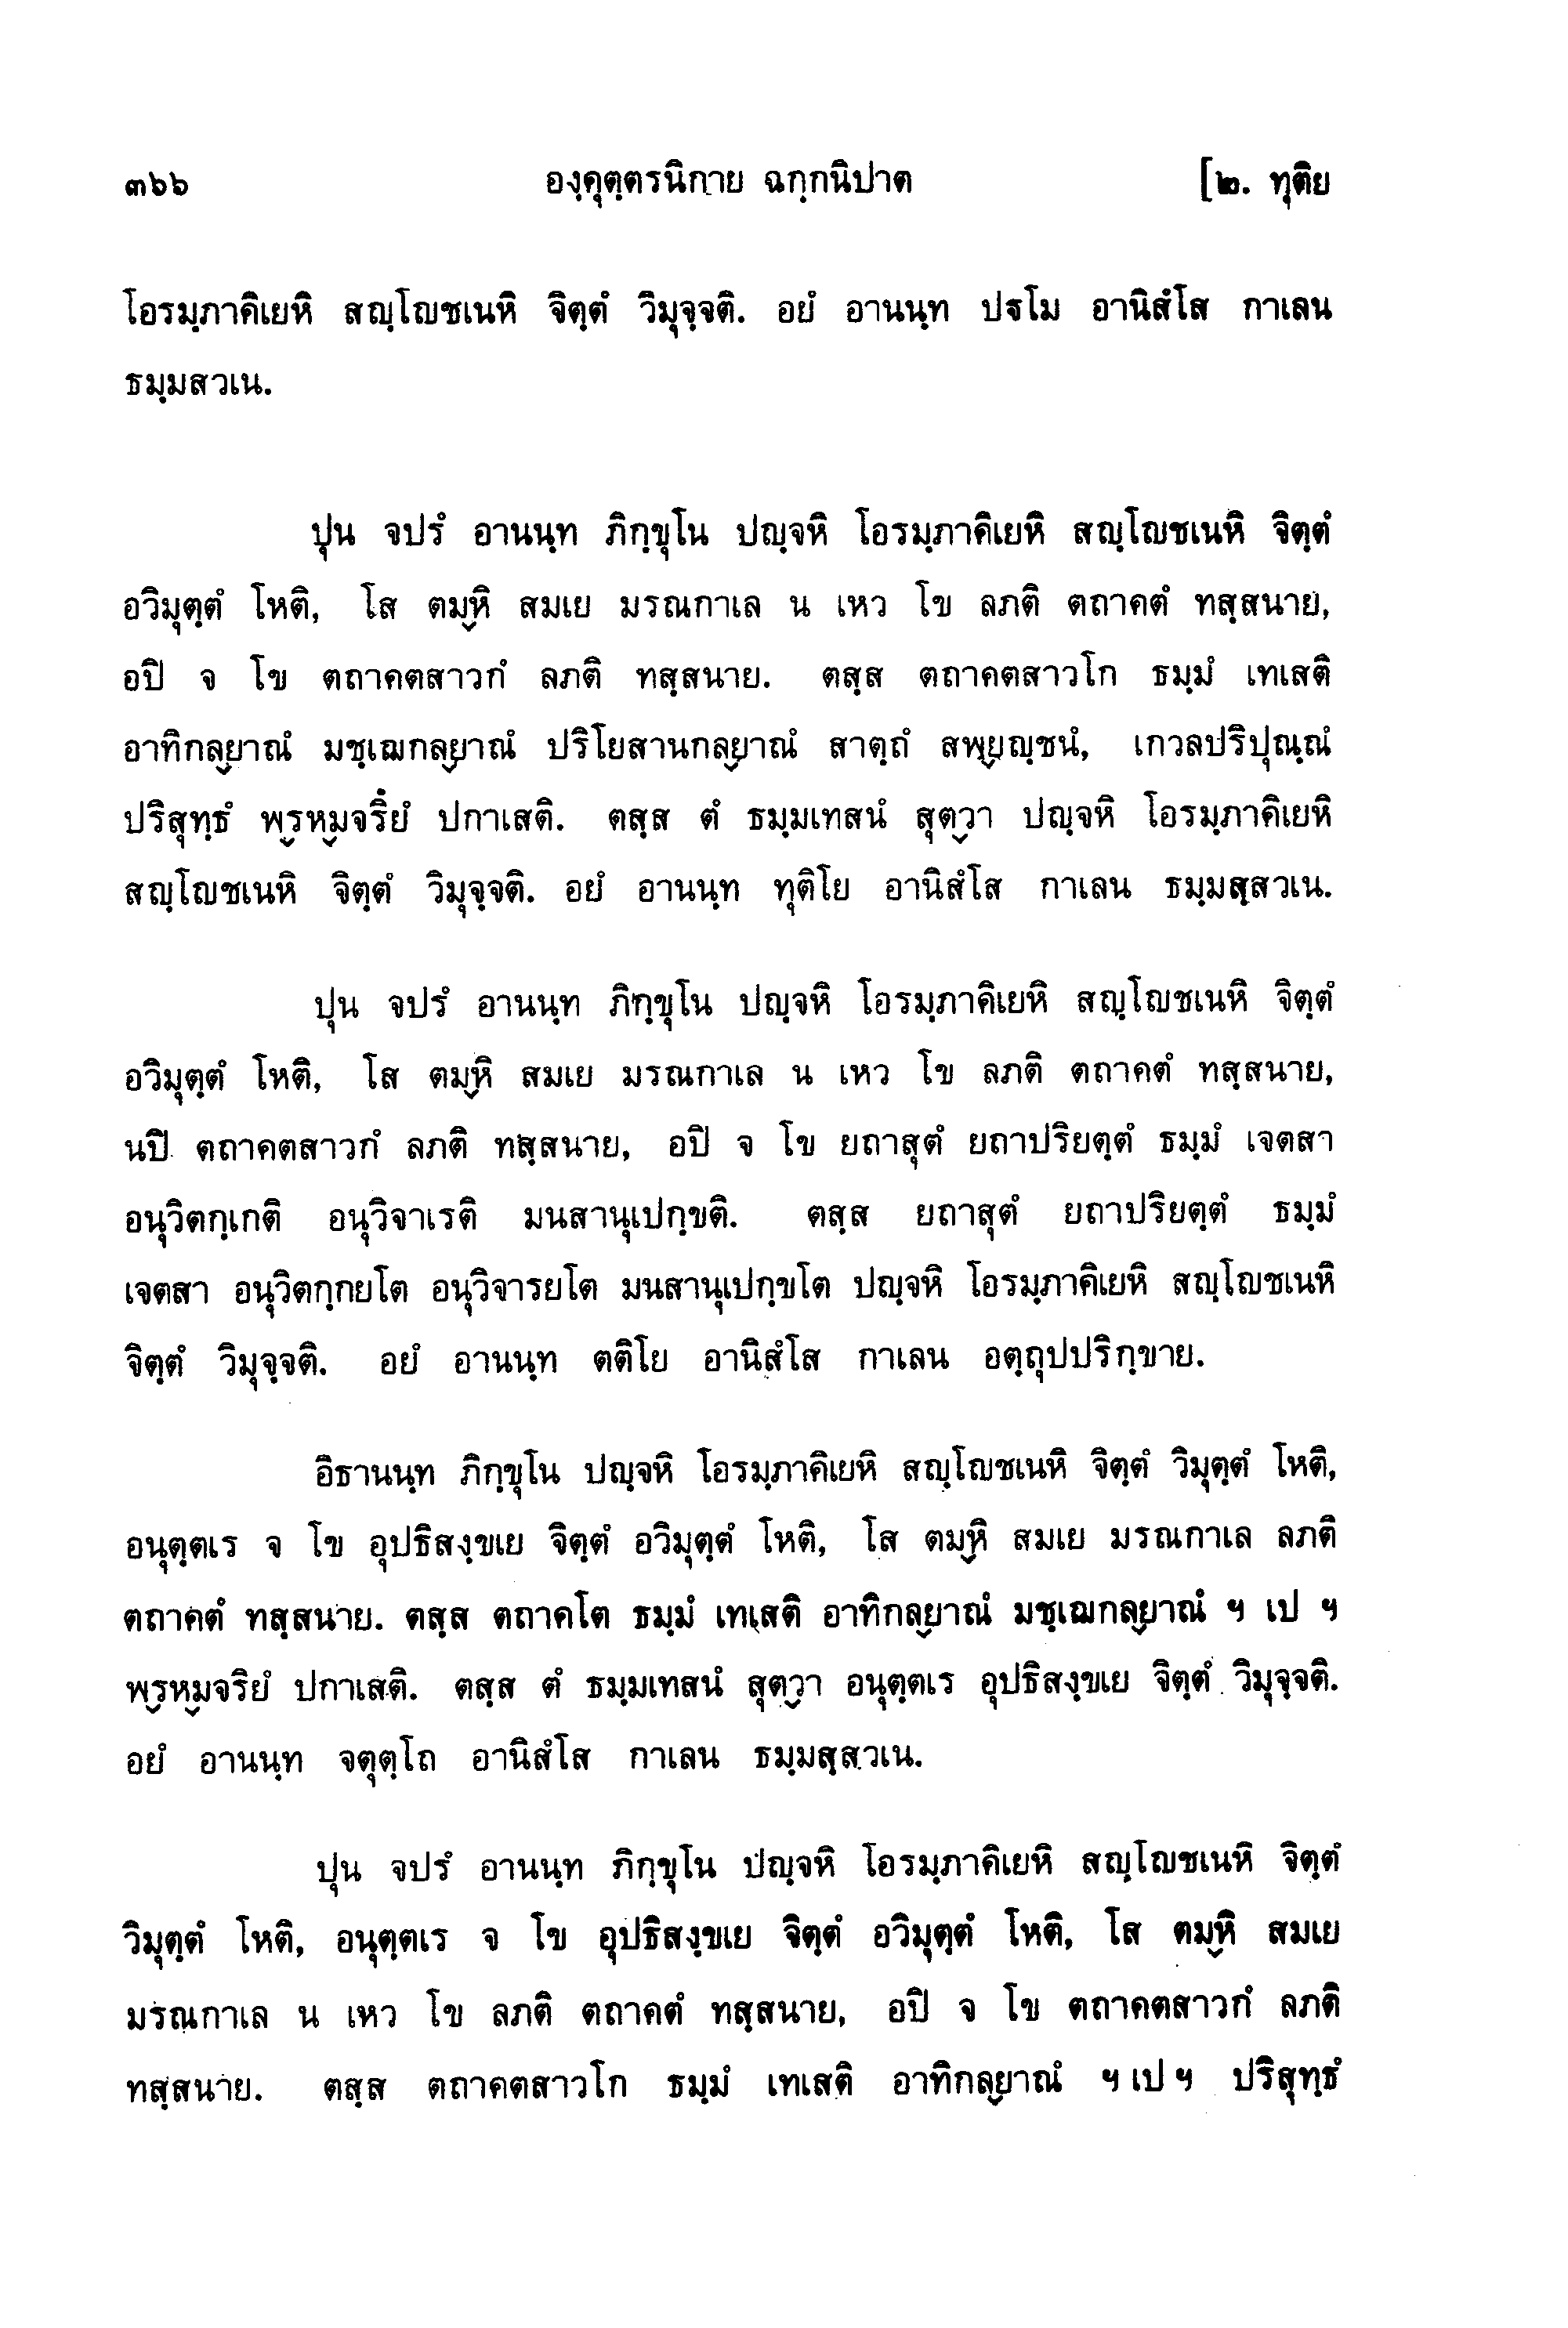 ๓๖๖ องฺคุตฺตรนิกาย ฉกฺกนิปาต [๒. ทุติย
โอรมฺภาคิเยหิ สญฺโญชเนหิ จิตฺตํ วิมุจฺจติ. อยํ อานนฺท ปฐโม อานิสํโส กาเลน
ธมฺมสวเน.
ปุน จปรํ อานนฺท ภิกฺขุโน ปญฺจหิ โอรมฺภาคิเยหิ สญฺโญชเนหิ จิตฺตํ
อวิมุตฺตํ โหติ, โส ตมฺหิ สมเย มรณกาเล น เหว โข ลภติ ตถาคตํ ทสฺสนาย,
อปิ จ โข ตถาคตสาวกํ ลภติ ทสฺสนาย. ตสฺส ตถาคตสาวโก ธมฺมํ เทเสติ
อาทิกลฺยาณํ มชฺเฌกลฺยาณํ ปริโยสานกลฺยาณํ สาตฺถํ สพฺยญฺชนํ, เกวลปริปุณฺณํ
ปริสุทฺธํ พฺรหฺมจริยํ ปกาเสติ. ตสฺส ตํ ธมฺมเทสนํ สุตฺวา ปญฺจหิ โอรมฺภาคิเยหิ
สญฺโญชเนหิ จิตฺตํ วิมุจฺจติ. อยํ อานนฺท ทุติโย อานิสํโส กาเลน ธมฺมสฺสวเน.
ปุน จปรํ อานนฺท ภิกฺขุโน ปญฺจหิ โอรมฺภาคิเยหิ สญฺโญชเนหิ จิตฺตํ
อวิมุตฺตํ โหติ, โส ตมฺหิ สมเย มรณกาเล น เหว โข ลภติ ตถาคตํ ทสฺสนาย,
นปิ ตถาคตสาวกํ ลภติ ทสฺสนาย, อปิ จ โข ยถาสุตํ ยถาปริยตฺตํ ธมฺมํ เจตสา
อนุวิตกฺเกติ อนุวิจาเรติ มนสานุเปกฺขติ. ตสฺส ยถาสุตํ ยถาปริยตฺตํ ธมฺมํ
เจตสา อนุวิตกฺกยโต อนุวิจารยโต มนสานุเปกฺขโต ปญฺจหิ โอรมฺภาคิเยหิ สญฺโญชเนหิ
จิตฺตํ วิมุจฺจติ. อยํ อานนฺท ตติโย อานิสํโส กาเลน อตฺถุปปริกฺขาย.
อิธานนฺท ภิกฺขุโน ปญฺจหิ โอรมฺภาคิเยหิ สญฺโญชเนหิ จิตฺตํ วิมุตฺตํ โหติ,
อนุตฺตเร จ โข อุปธิสงฺขเย จิตฺตํ อวิมุตฺตํ โหติ, โส ตมฺหิ สมเย มรณกาเล ลภติ
ตถาคตํ ทสฺสนาย. ตสฺส ตถาคโต ธมฺมํ เทเสติ อาทิกลฺยาณํ มชฺเฌกลฺยาณํ ฯ เป ฯ
พฺรหฺมจริยํ ปกาเสติ. ตสฺส ตํ ธมฺมเทสนํ สุตฺวา อนุตฺตเร อุปธิสงฺขเย จิตฺตํ วิมุจฺจติ.
อยํ อานนฺท จตุตฺโถ อานิสํโส กาเลน ธมฺมสฺสวเน.
ปุน จปรํ อานนฺท ภิกฺขุโน ปญฺจหิ โอรมฺภาคิเยหิ สญฺโญชเนหิ จิตฺตํ
วิมุตฺตํ โหติ, อนุตฺตเร จ โข อุปธิสงฺขเย จิตฺตํ อวิมุตฺตํ โหติ, โส ตมฺหิ สมเย
มรณกาเล น เหว โข ลภติ ตถาคตํ ทสฺสนาย, อปิ จ โข ตถาคตสาวกํ ลภติ
ทสฺสนาย. ตสฺส ตถาคตสาวโก ธมฺมํ เทเสติ อาทิกลฺยาณํ ฯ เป ฯ ปริสุทฺธํ